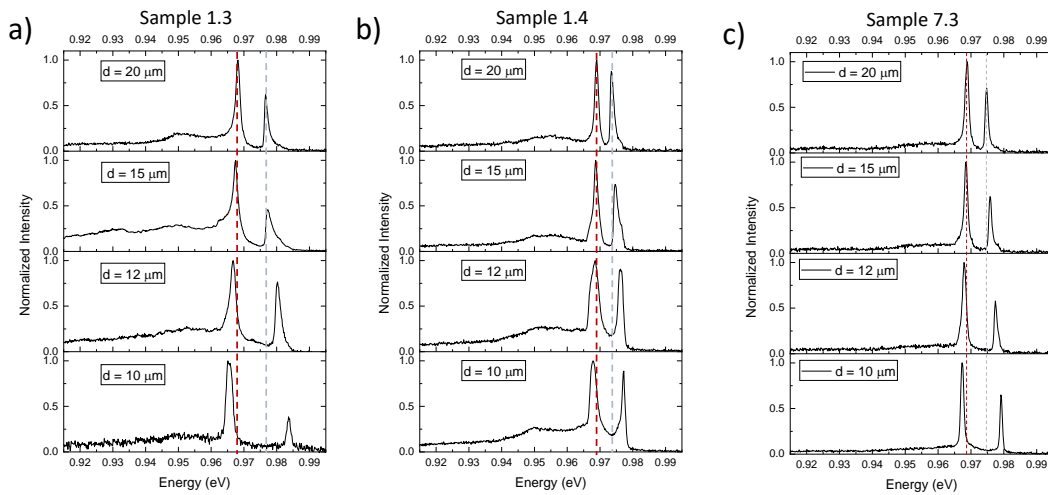 Sample 1.3
a)
0.92 0.93 0.94 0.95 0.96 0.97 0.98 0.99
1.0
d = 20 μm
0.5
0.0
1.0
d = 15 μm
0.5
0.0
1.0
d = 12 μm
0.5
0.0
1.0
d = 10 μm
0.5
0.0
Normalized Intensity
0.92 0.93 0.94 0.95 0.96 0.97 0.98 0.99
Energy (eV)
Sample 1.4
b)
0.92 0.93 0.94 0.95 0.96 0.97 0.98 0.99
1.0
d = 20 μm
0.5
0.0
1.0
d = 15 μm
0.5
0.0
1.0
d = 12 μm
0.5
0.0
1.0
d = 10 μm
0.5
0.0
Normalized Intensity
0.92 0.93 0.94 0.95 0.96 0.97 0.98 0.99
Energy (eV)
Sample 7.3
c)
0.92 0.93 0.94 0.95 0.96 0.97 0.98 0.99
1.0
d = 20 μm
0.5
0.0
1.0
d = 15 μm
0.5
0.0
1.0
d = 12 μm
0.5
0.0
1.0
d = 10 μm
0.5
0.0
Normalized Intensity
0.92 0.93 0.94 0.95 0.96 0.97 0.98 0.99
Energy (eV)